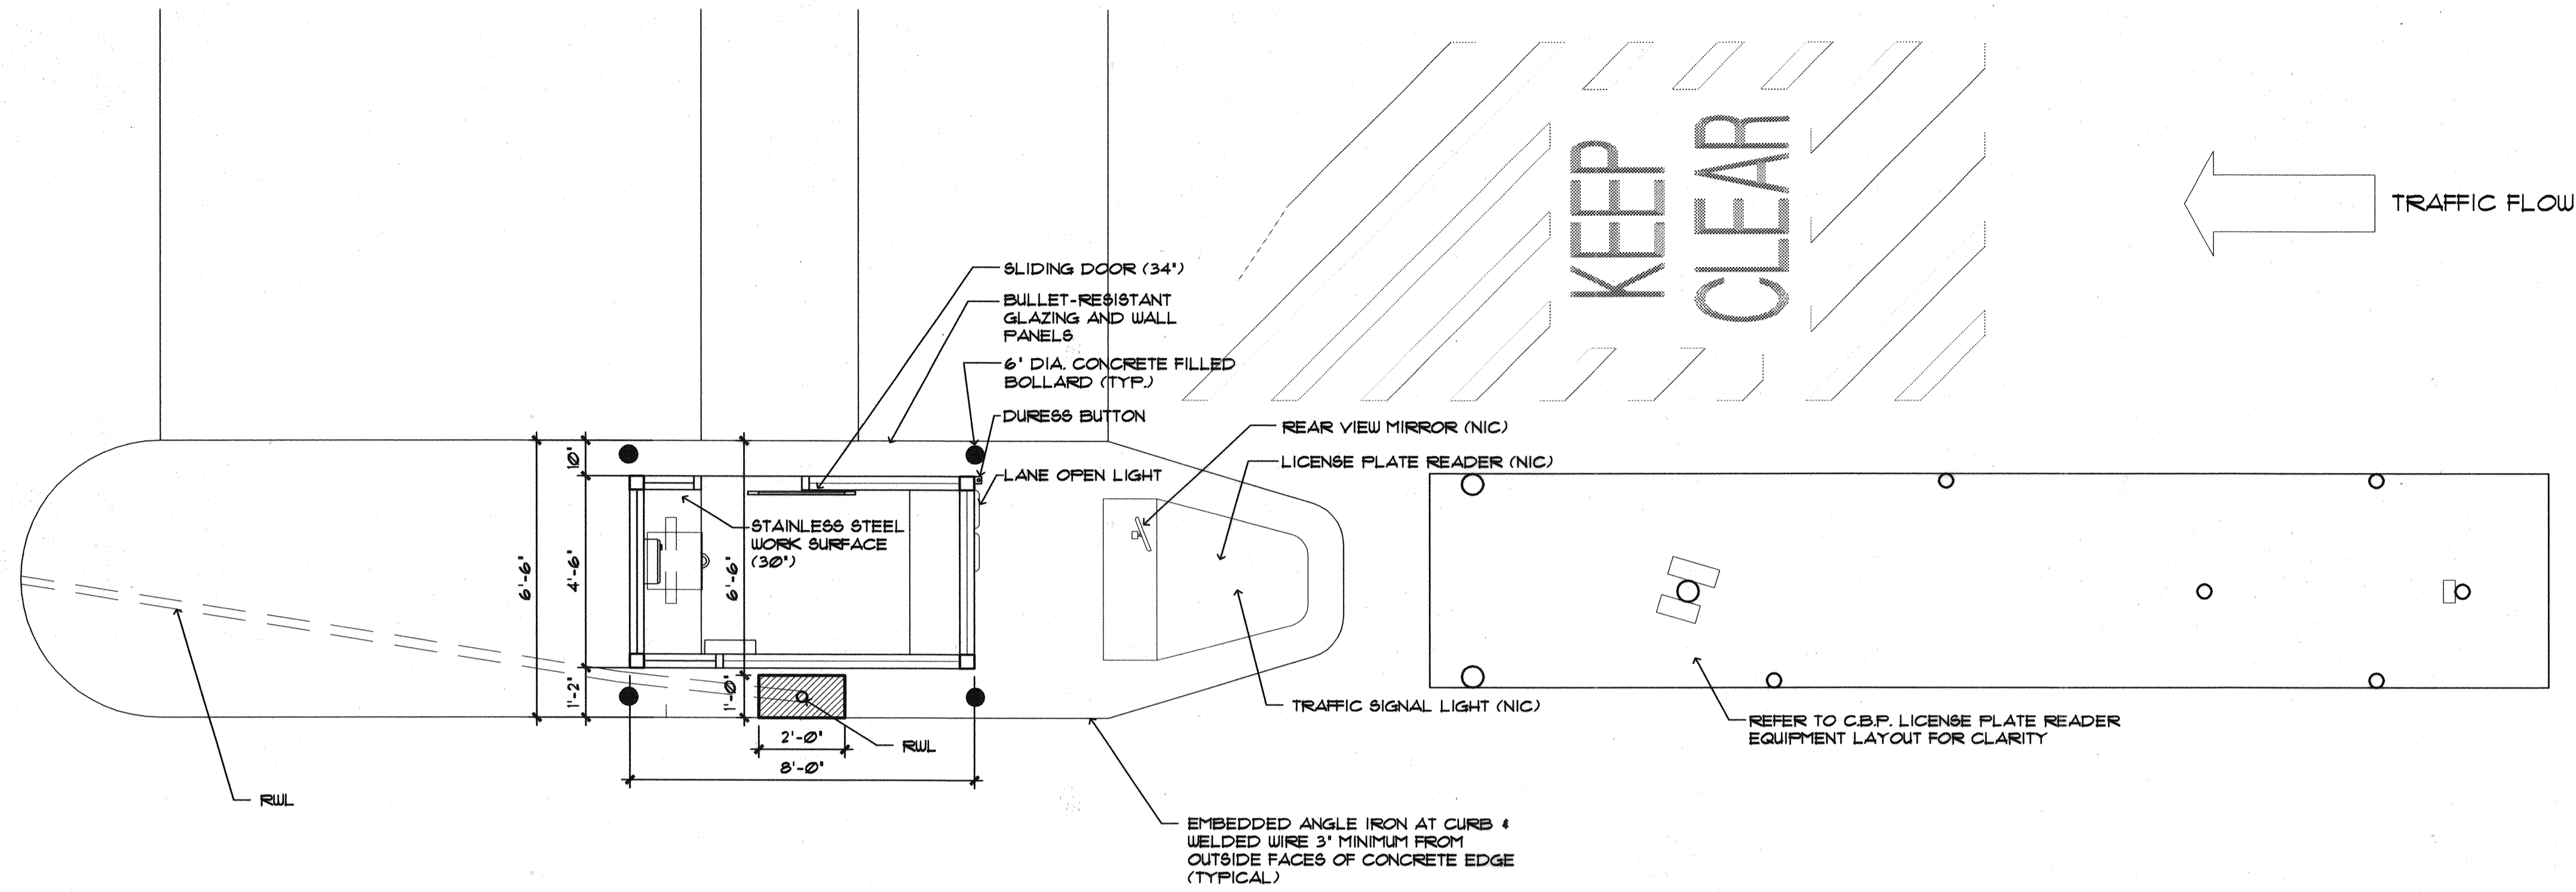 KEEP
CLEAR
TRAFFIC FLOW
SLIDING DOOR (34")
BULLET-RESISTANT
GLAZING AND WALL
PANELS
6" DIA. CONCRETE FILLED
BOLLARD (TYP.)
DURESS BUTTON
LANE OPEN LIGHT
REAR VIEW MIRROR (NIC)
LICENSE PLATE READER (NIC)
STAINLESS STEEL
WORK SURFACE
(30")
10"
6'-6"
4'-6"
6'-6"
1'-2"
1'-0"
2'-0"
8'-0"
RWL
RWL
TRAFFIC SIGNAL LIGHT (NIC)
REFER TO C.B.P. LICENSE PLATE READER
EQUIPMENT LAYOUT FOR CLARITY
EMBEDDED ANGLE IRON AT CURB &
WELDED WIRE 3" MINIMUM FROM
OUTSIDE FACES OF CONCRETE EDGE
(TYPICAL)